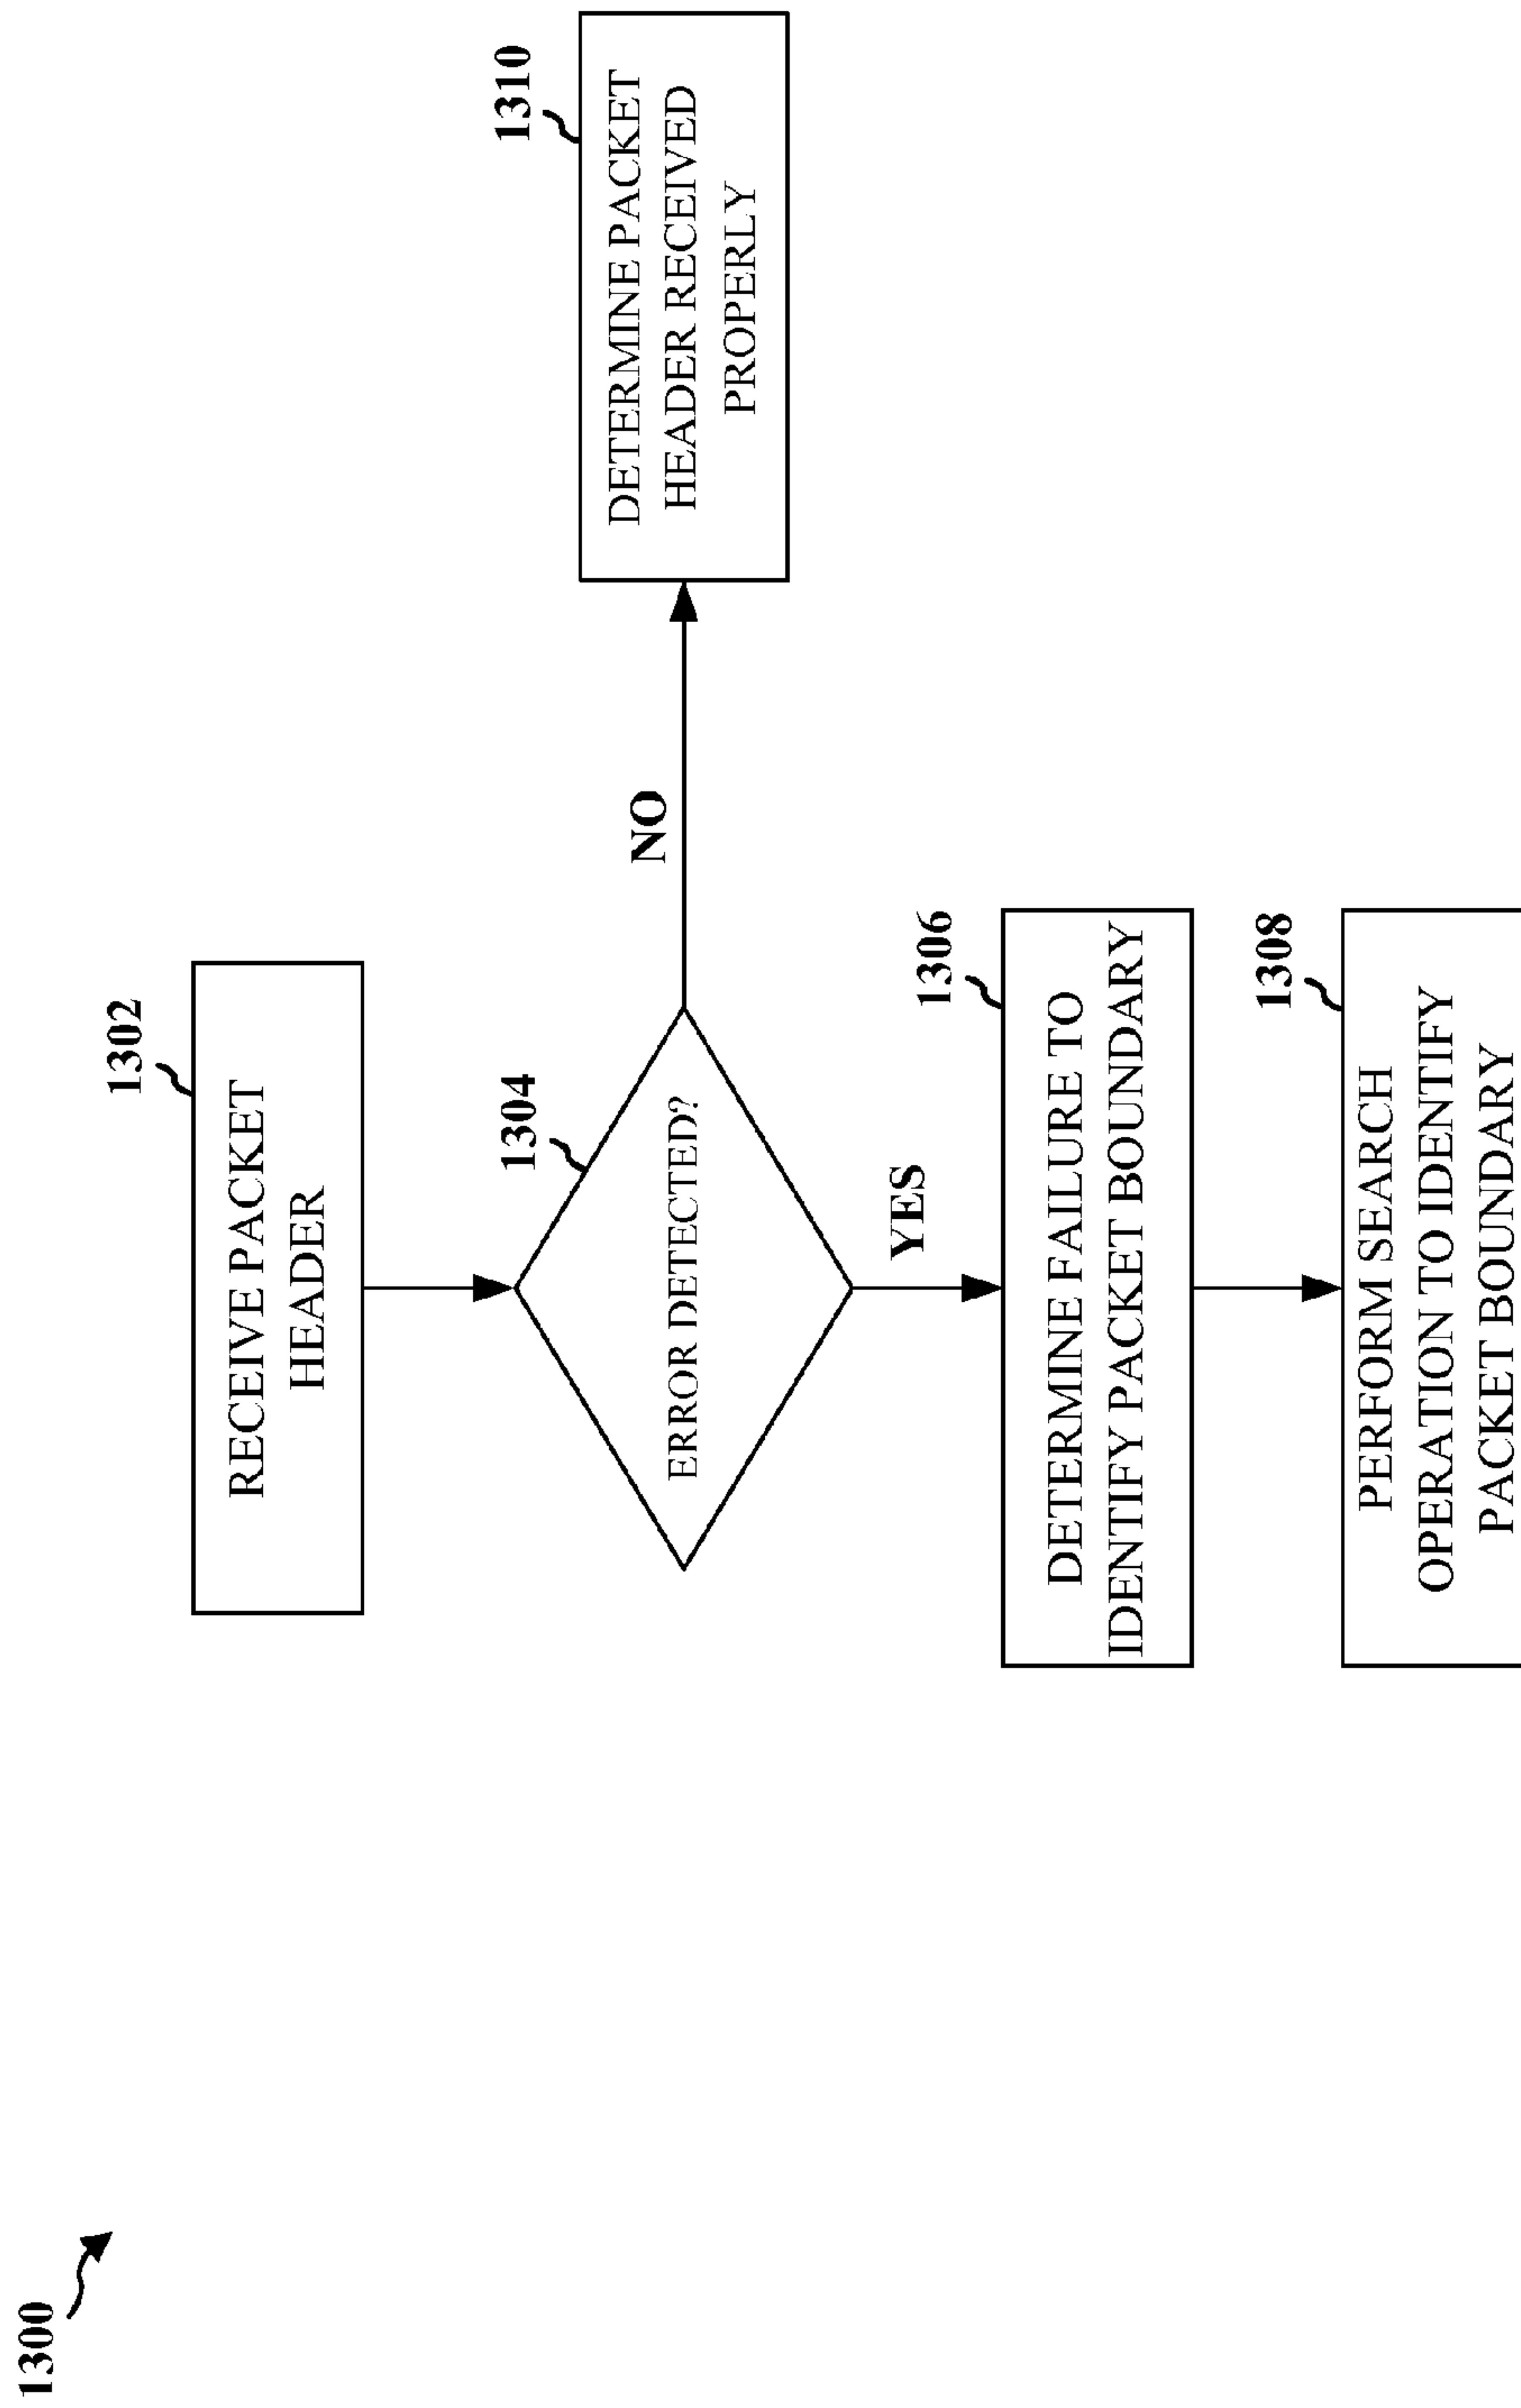 1300
1302
RECEIVE PACKET
HEADER
1304
ERROR DETECTED?
NO
1310
DETERMINE PACKET
HEADER RECEIVED
PROPERLY
YES
1306
DETERMINE FAILURE TO
IDENTIFY PACKET BOUNDARY
1308
PERFORM SEARCH
OPERATION TO IDENTIFY
PACKET BOUNDARY